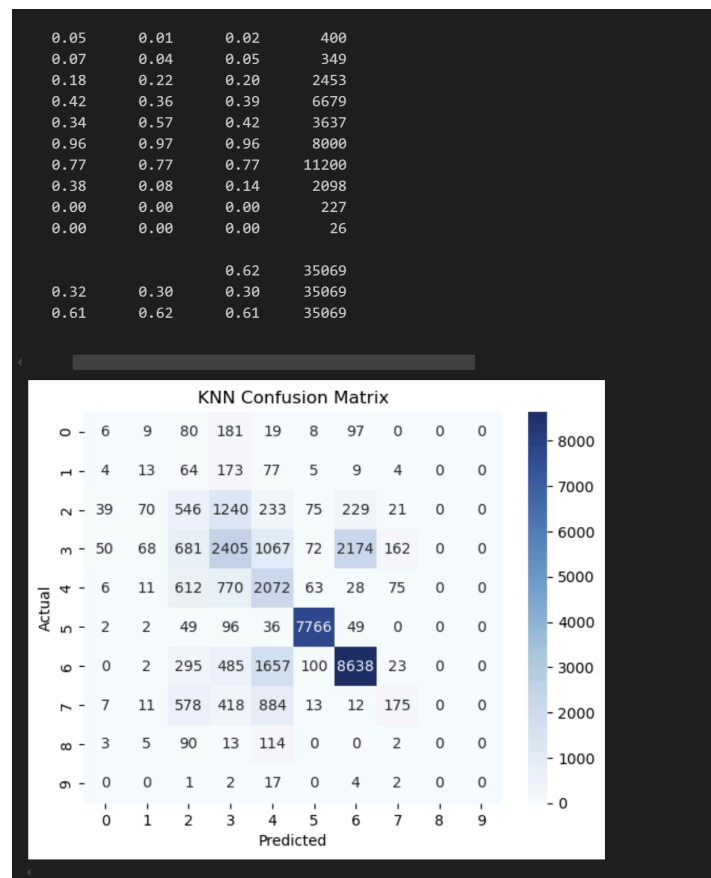 0.05 0.01 0.02 400
0.07 0.04 0.05 349
0.18 0.22 0.20 2453
0.42 0.36 0.39 6679
0.34 0.57 0.42 3637
0.96 0.97 0.96 8000
0.77 0.77 0.77 11200
0.38 0.08 0.14 2098
0.00 0.00 0.00 227
0.00 0.00 0.00 26
0.62 35069
0.32 0.30 0.30 35069
0.61 0.62 0.61 35069
KNN Confusion Matrix
0 6 9 80 181 19 8 97 0 0 0
1 4 13 64 173 77 5 9 4 0 0
2 39 70 546 1240 233 75 229 21 0 0
3 50 68 681 2405 1067 72 2174 162 0 0
4 6 11 612 770 2072 63 28 75 0 0
5 2 2 49 96 36 7766 49 0 0 0
6 0 2 295 485 1657 100 8638 23 0 0
7 7 11 578 418 884 13 12 175 0 0
8 3 5 90 13 114 0 0 2 0 0
9 0 0 1 2 17 0 4 2 0 0
0 1 2 3 4 5 6 7 8 9
Predicted
Actual
8000
7000
6000
5000
4000
3000
2000
1000
0